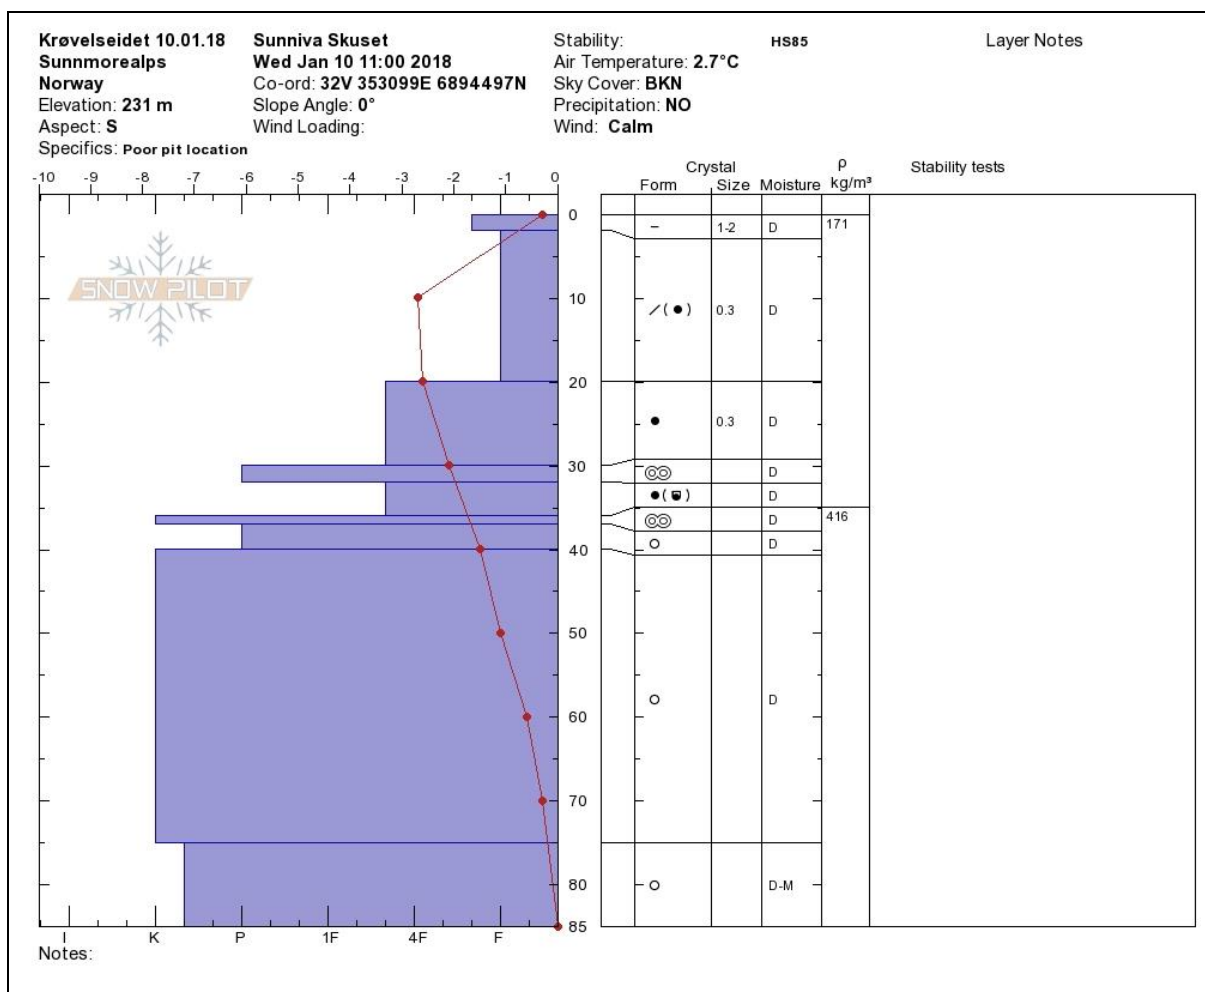 Krøvelseidet 10.01.18
Sunnmorealps
Norway
Elevation: 231 m
Aspect: S
Specifics: Poor pit location
Sunniva Skuset
Wed Jan 10 11:00 2018
Co-ord: 32V 353099E 6894497N
Slope Angle: 0°
Wind Loading:
Stability:
Air Temperature: 2.7°C
Sky Cover: BKN
Precipitation: NO
Wind: Calm
HS85
Layer Notes
Crystal
Form Size Moisture
ρ
kg/m³
Stability tests
-10 -9 -8 -7 -6 -5 -4 -3 -2 -1 0
SNOW PILOT
0
10
20
30
40
50
60
70
80
85
1-2 D 171
0.3 D
0.3 D
D
D
D 416
D
D
D-M
I K P 1F 4F F
Notes: